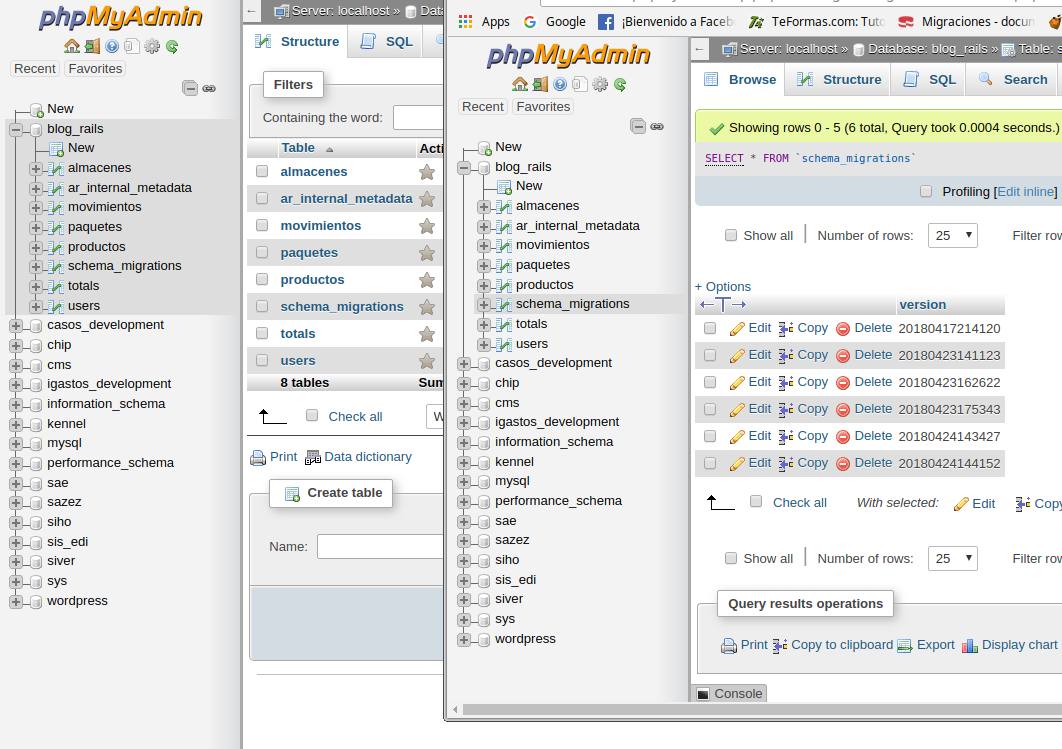 phpMyAdmin
Recent Favorites
New
blog_rails
New
almacenes
ar_internal_metadata
movimientos
paquetes
productos
schema_migrations
totals
users
casos_development
chip
cms
igastos_development
information_schema
kennel
mysql
performance_schema
sae
sazez
siho
sis_edi
siver
sys
wordpress
Server: localhost »
Structure SQL
Filters
Containing the word:
Table
almacenes
ar_internal_metadata
movimientos
paquetes
productos
schema_migrations
totals
users
8 tables
Check all
Print Data dictionary
Create table
Name:
Apps Google ¡Bienvenido a Faceb TeFormas.com: Tuto Migraciones - docun
phpMyAdmin
Recent Favorites
New
blog_rails
New
almacenes
ar_internal_metadata
movimientos
paquetes
productos
schema_migrations
totals
users
casos_development
chip
cms
igastos_development
information_schema
kennel
mysql
performance_schema
sae
sazez
siho
sis_edi
siver
sys
wordpress
Server: localhost » Database: blog_rails » Table: s
Browse Structure SQL Search
Showing rows 0 - 5 (6 total, Query took 0.0004 seconds.)
SELECT * FROM `schema_migrations`
Profiling [Edit inline]
Show all Number of rows: 25 Filter row
+ Options
←T→ version
Edit Copy Delete 20180417214120
Edit Copy Delete 20180423141123
Edit Copy Delete 20180423162622
Edit Copy Delete 20180423175343
Edit Copy Delete 20180424143427
Edit Copy Delete 20180424144152
Check all With selected: Edit Copy
Show all Number of rows: 25 Filter row
Query results operations
Print Copy to clipboard Export Display chart
Console